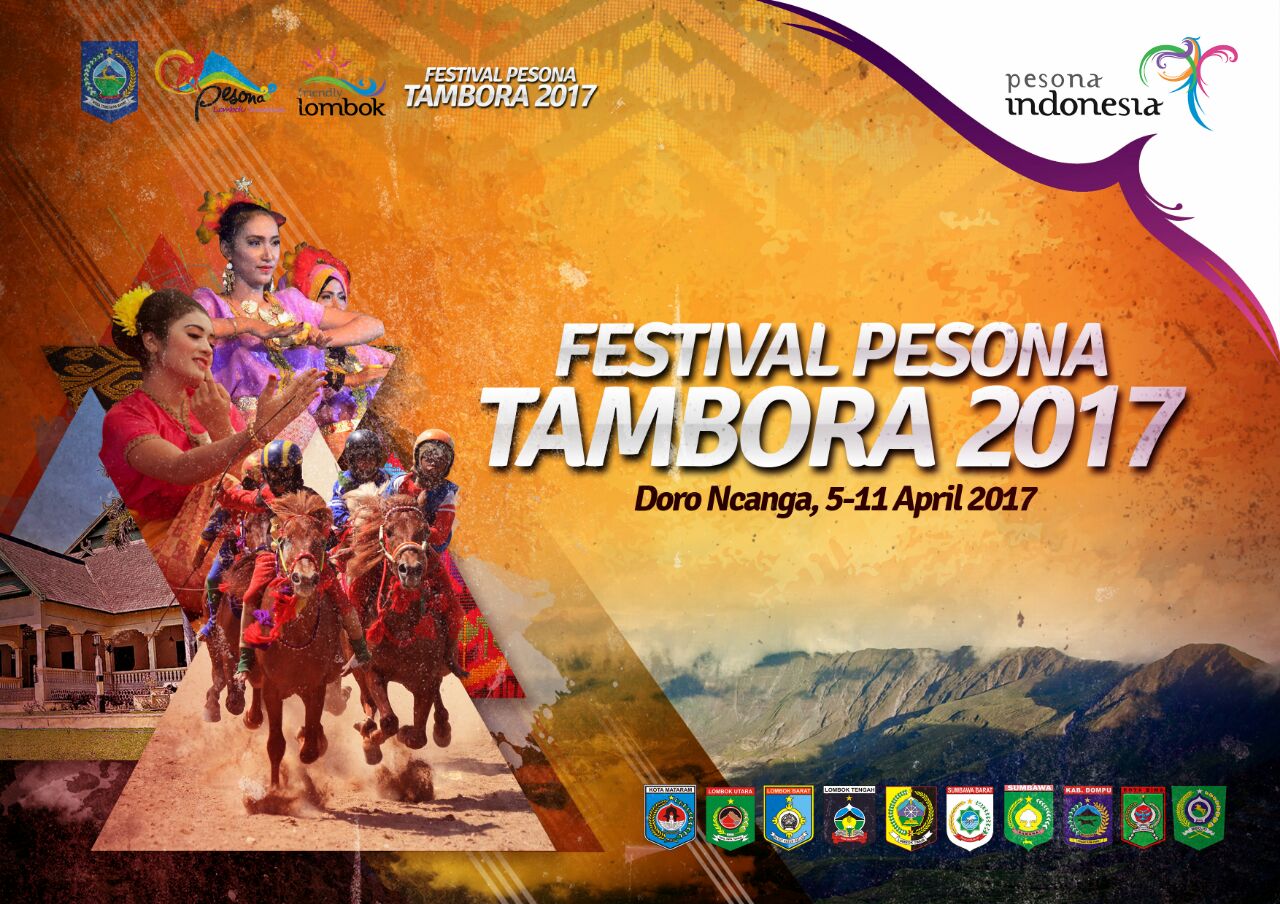 Pesona
friendly
lombok
FESTIVAL PESONA
TAMBORA 2017
pesona
indonesia
FESTIVAL PESONA
TAMBORA 2017
Doro Ncanga, 5-11 April 2017
KOTA MATARAM
LOMBOK UTARA
LOMBOK BARAT
LOMBOK TENGAH
SUMBAWA BARAT
SUMBAWA
KAB. DOMPU
KOTA BIMA